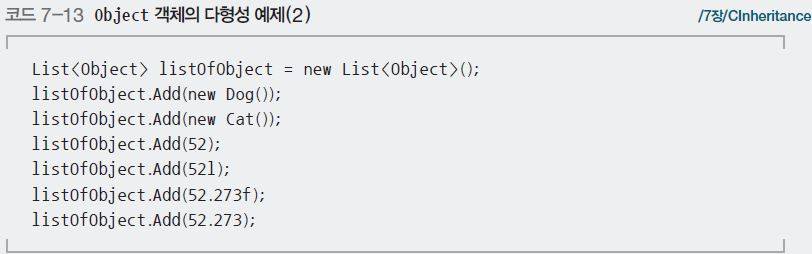 코드 7-13 Object 객체의 다형성 예제(2) /7장/CInheritance
List<Object> listOfObject = new List<Object>();
listOfObject.Add(new Dog());
listOfObject.Add(new Cat());
listOfObject.Add(52);
listOfObject.Add(52l);
listOfObject.Add(52.273f);
listOfObject.Add(52.273);